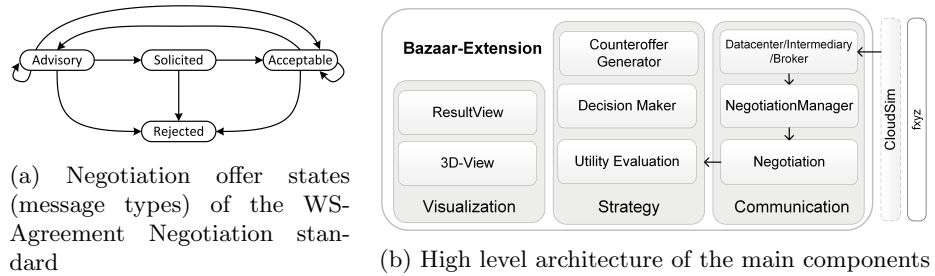 Advisory
Solicited
Acceptable
Rejected
(a) Negotiation offer states
(message types) of the WS-
Agreement Negotiation stan-
dard
Bazaar-Extension
ResultView
3D-View
Visualization
Counteroffer
Generator
Decision Maker
Utility Evaluation
Strategy
Datacenter/Intermediary
/Broker
NegotiationManager
Negotiation
Communication
CloudSim
fxyz
(b) High level architecture of the main components